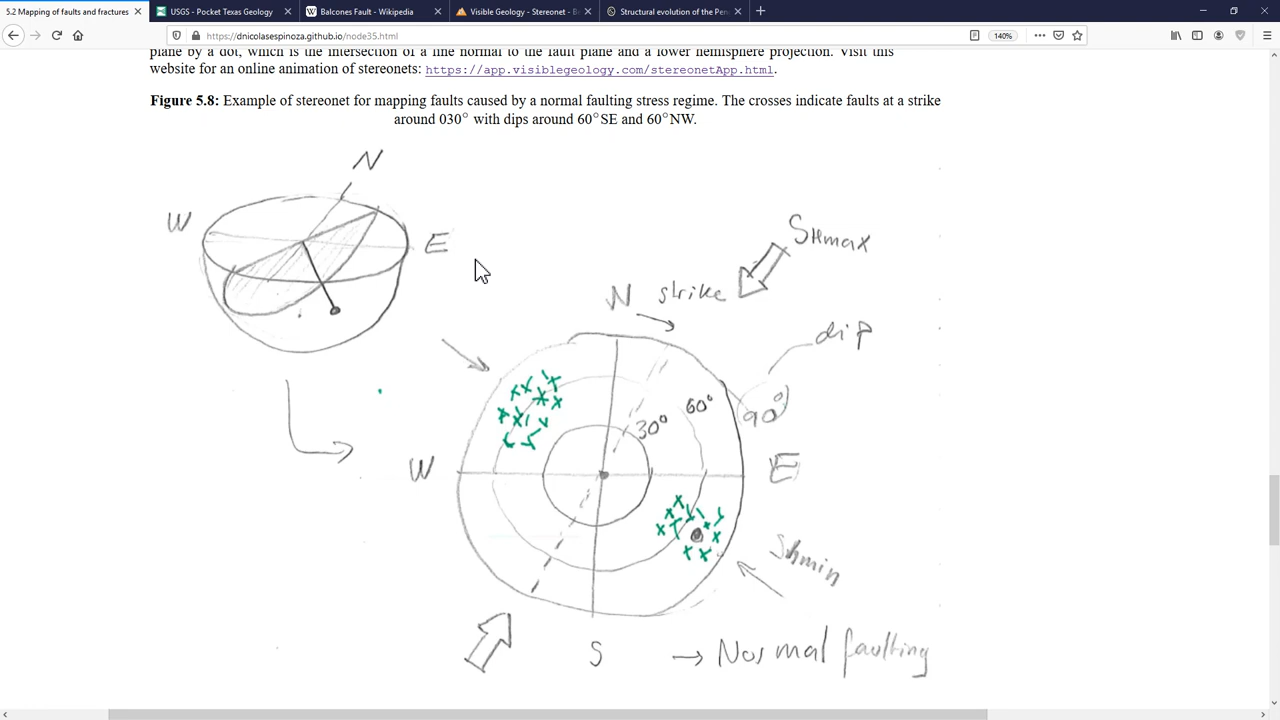 5.2 Mapping of faults and fractures
USGS - Pocket Texas Geology
Balcones Fault - Wikipedia
Visible Geology - Stereonet - B
Structural evolution of the Pen
https://dnicolasespinoza.github.io/node35.html
140%
plane by a dot, which is the intersection of a line normal to the fault plane and a lower hemisphere projection. Visit this
website for an online animation of stereonets: https://app.visiblegeology.com/stereonetApp.html.
Figure 5.8: Example of stereonet for mapping faults caused by a normal faulting stress regime. The crosses indicate faults at a strike
around 030° with dips around 60°SE and 60°NW.
N
W
E
SHmax
N strike
dip
60°
30°
90°
W
E
Shmin
S
→ Normal faulting